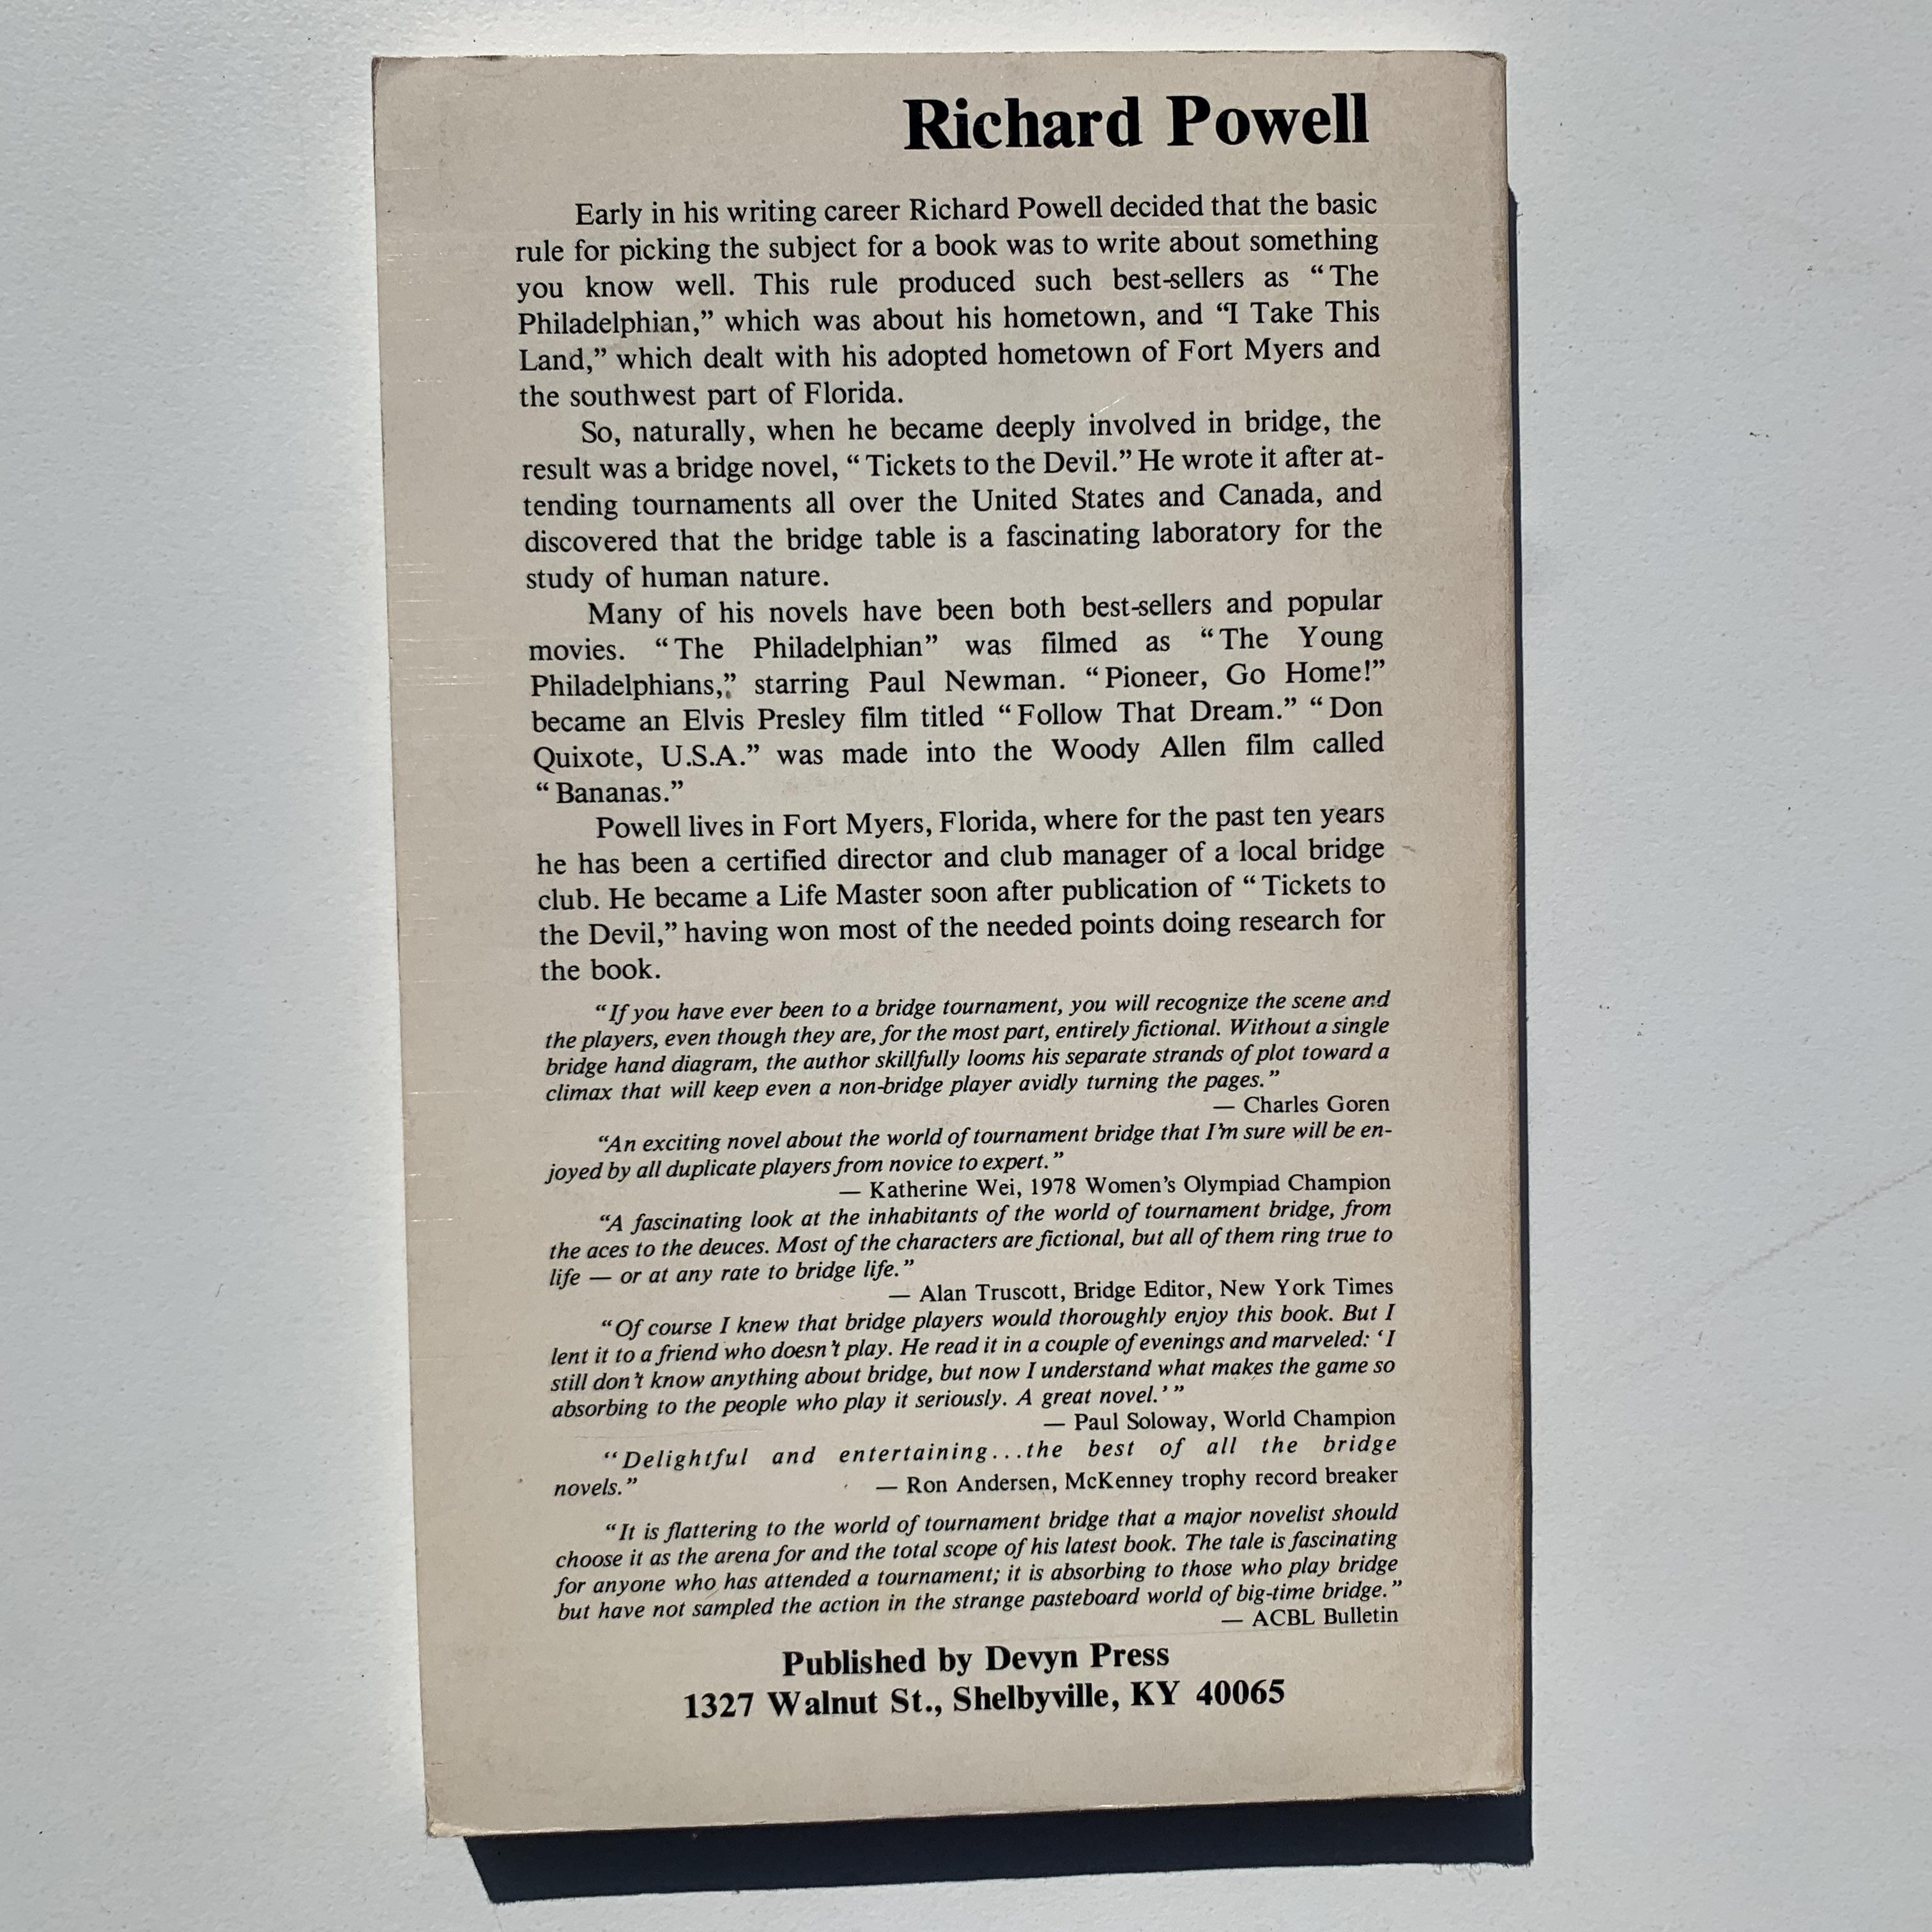 Richard Powell
Early in his writing career Richard Powell decided that the basic
rule for picking the subject for a book was to write about something
you know well. This rule produced such best-sellers as “The
Philadelphian,” which was about his hometown, and “I Take This
Land,” which dealt with his adopted hometown of Fort Myers and
the southwest part of Florida.
So, naturally, when he became deeply involved in bridge, the
result was a bridge novel, “Tickets to the Devil.” He wrote it after at-
tending tournaments all over the United States and Canada, and
discovered that the bridge table is a fascinating laboratory for the
study of human nature.
Many of his novels have been both best-sellers and popular
movies. “The Philadelphian” was filmed as “The Young
Philadelphians,” starring Paul Newman. “Pioneer, Go Home!”
became an Elvis Presley film titled “Follow That Dream.” “Don
Quixote, U.S.A.” was made into the Woody Allen film called
“Bananas.”
Powell lives in Fort Myers, Florida, where for the past ten years
he has been a certified director and club manager of a local bridge
club. He became a Life Master soon after publication of “Tickets to
the Devil,” having won most of the needed points doing research for
the book.
“If you have ever been to a bridge tournament, you will recognize the scene and
the players, even though they are, for the most part, entirely fictional. Without a single
bridge hand diagram, the author skillfully looms his separate strands of plot toward a
climax that will keep even a non-bridge player avidly turning the pages.”
— Charles Goren
“An exciting novel about the world of tournament bridge that I’m sure will be en-
joyed by all duplicate players from novice to expert.”
— Katherine Wei, 1978 Women’s Olympiad Champion
“A fascinating look at the inhabitants of the world of tournament bridge, from
the aces to the deuces. Most of the characters are fictional, but all of them ring true to
life — or at any rate to bridge life.”
— Alan Truscott, Bridge Editor, New York Times
“Of course I knew that bridge players would thoroughly enjoy this book. But I
lent it to a friend who doesn’t play. He read it in a couple of evenings and marveled: ‘I
still don’t know anything about bridge, but now I understand what makes the game so
absorbing to the people who play it seriously. A great novel.’”
— Paul Soloway, World Champion
“Delightful and entertaining...the best of all the bridge
novels.” — Ron Andersen, McKenney trophy record breaker
“It is flattering to the world of tournament bridge that a major novelist should
choose it as the arena for and the total scope of his latest book. The tale is fascinating
for anyone who has attended a tournament; it is absorbing to those who play bridge
but have not sampled the action in the strange pasteboard world of big-time bridge.”
— ACBL Bulletin
Published by Devyn Press
1327 Walnut St., Shelbyville, KY 40065